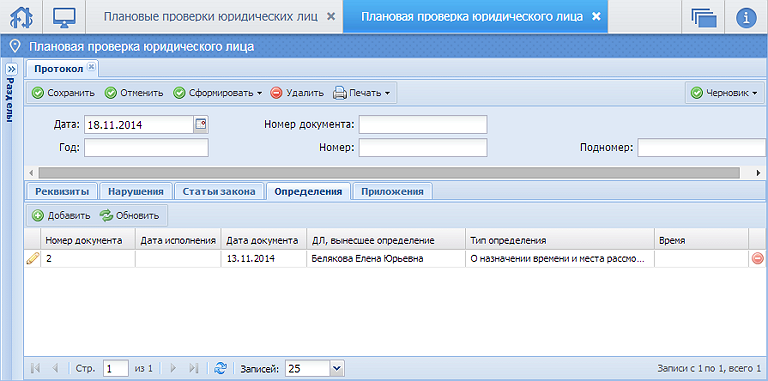 Плановые проверки юридических лиц
Плановая проверка юридического лица
Плановая проверка юридического лица
Разделы
Протокол
Сохранить Отменить Сформировать Удалить Печать Черновик
Дата: 18.11.2014 Номер документа:
Год: Номер: Подномер:
Реквизиты Нарушения Статьи закона Определения Приложения
Добавить Обновить
Номер документа Дата исполнения Дата документа ДЛ, вынесшее определение Тип определения Время
2 13.11.2014 Белякова Елена Юрьевна О назначении времени и места рассмо...
Стр. 1 из 1 Записей: 25 Записи с 1 по 1, всего 1